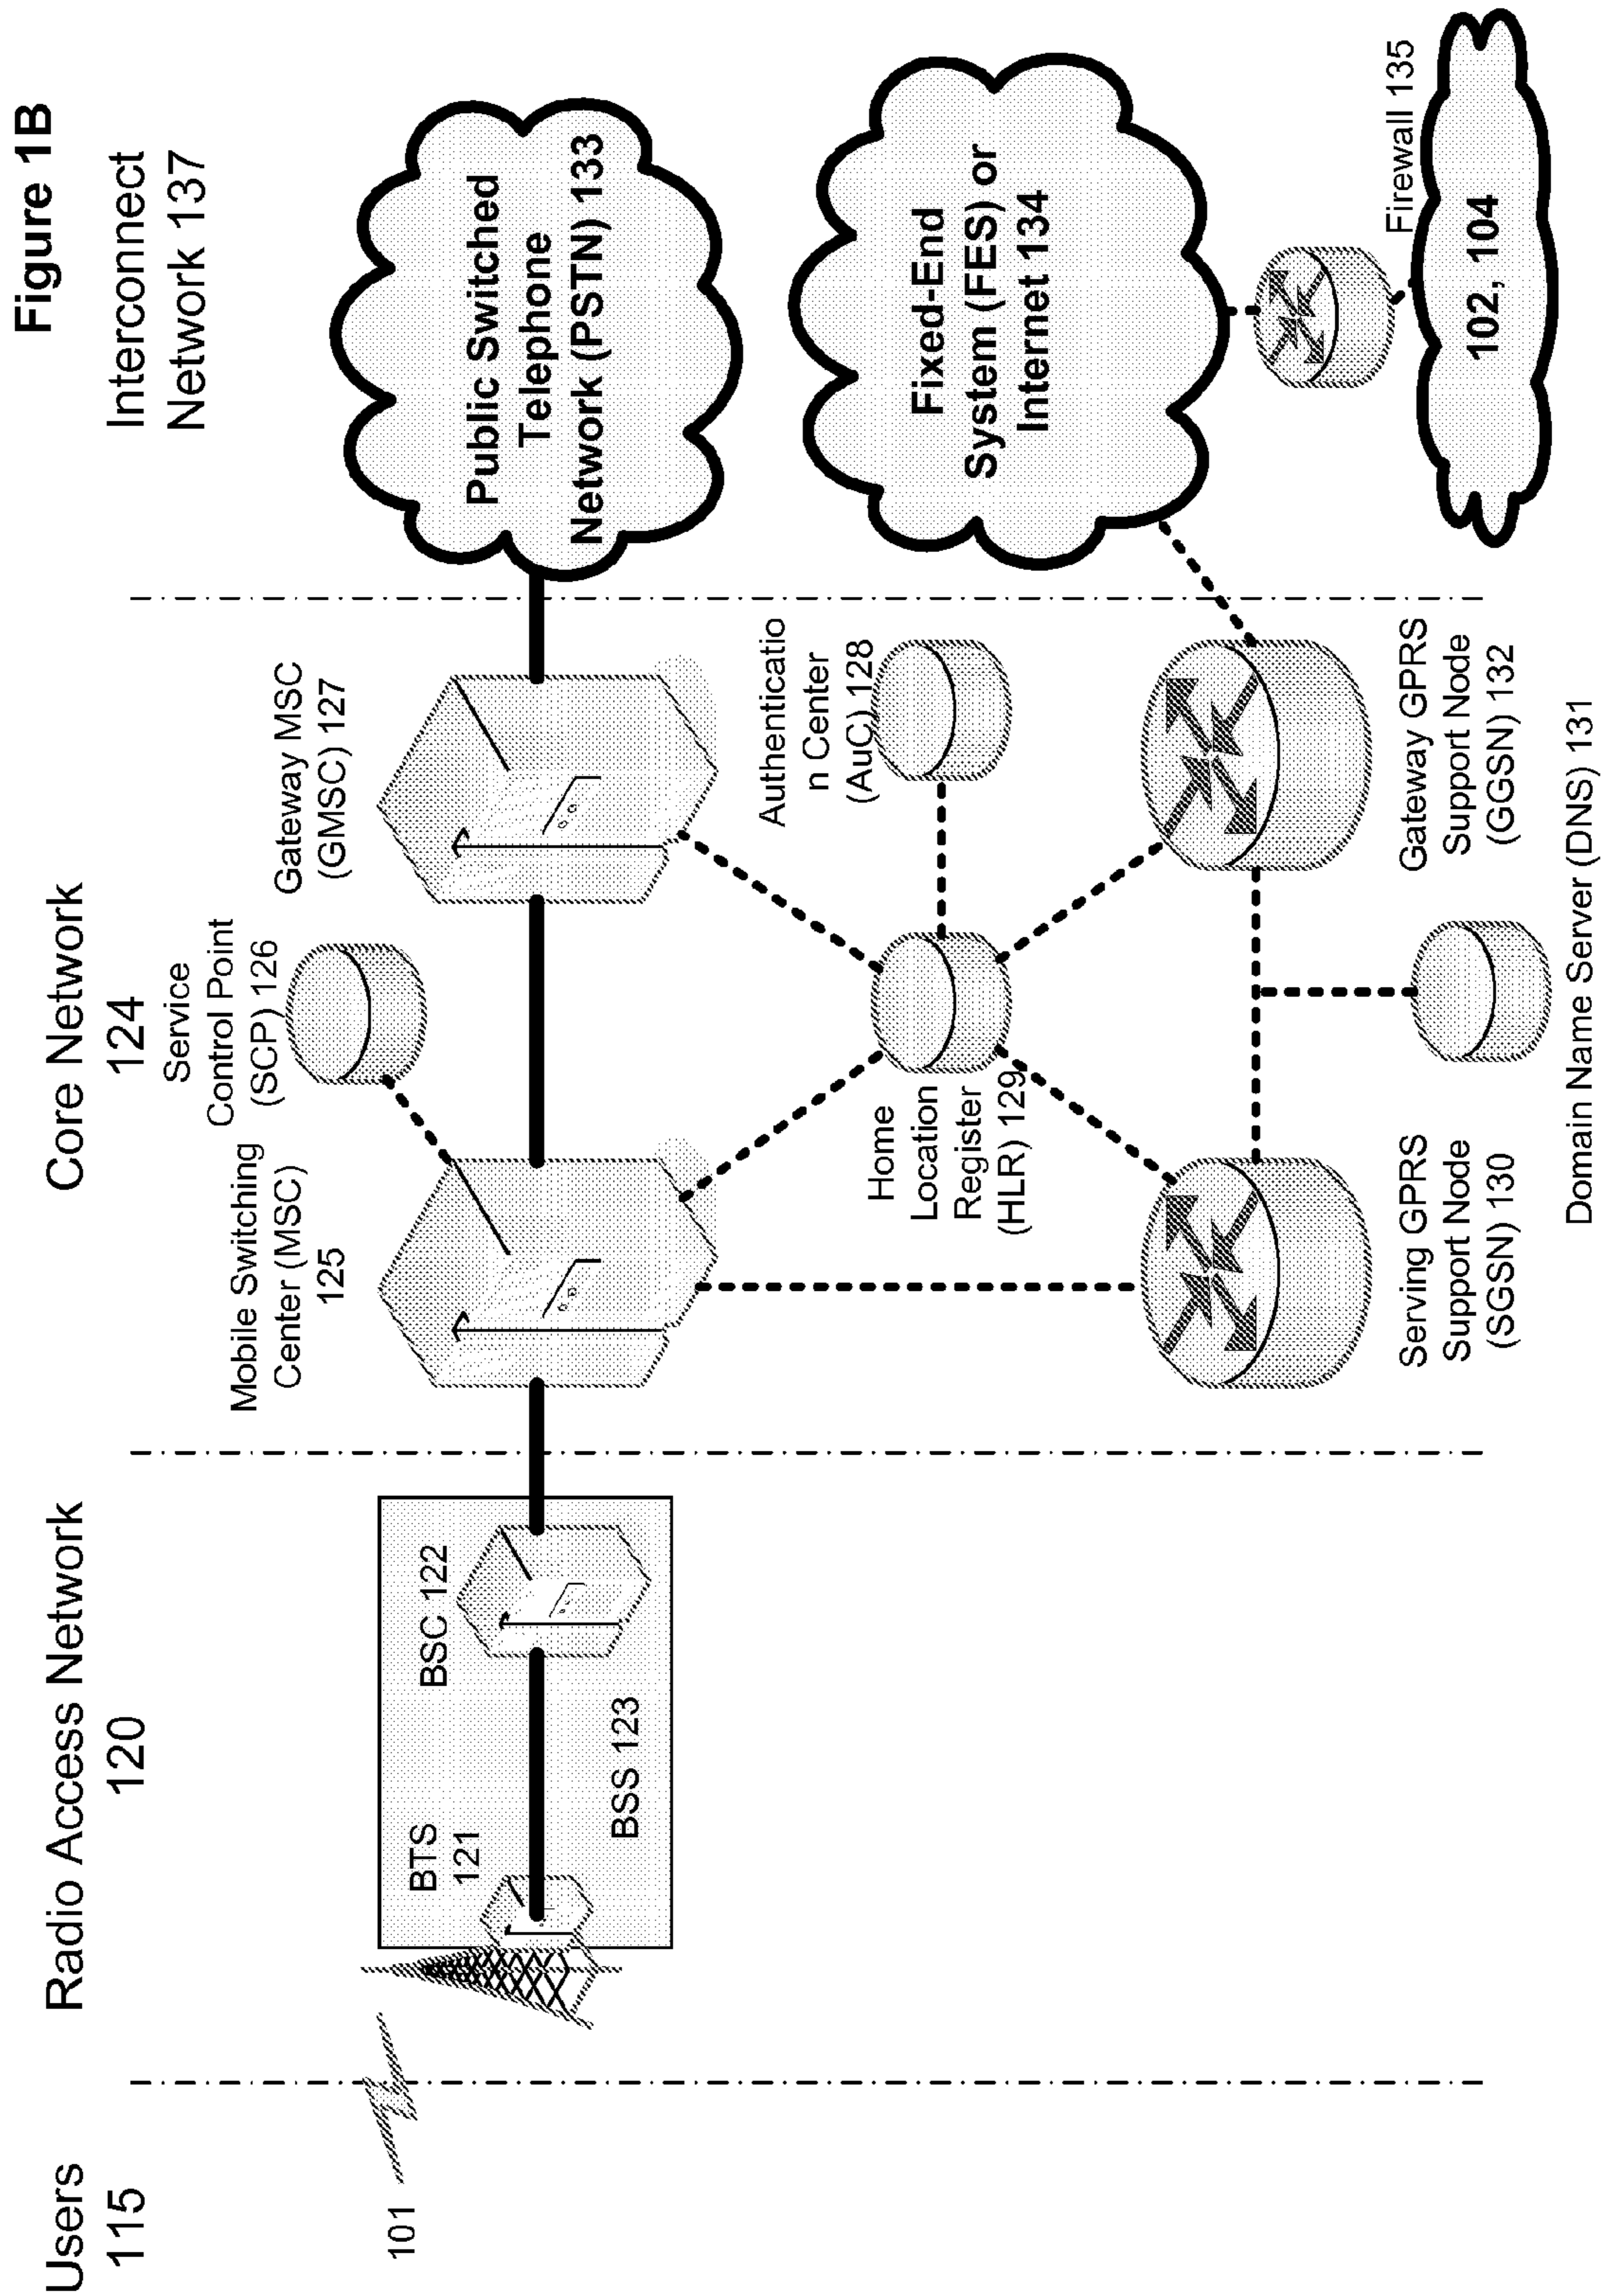 Figure 1B
Users
115
Radio Access Network
120
Core Network
124
Interconnect
Network 137
101
BTS
121
BSC 122
BSS 123
Mobile Switching
Center (MSC)
125
Service
Control Point
(SCP) 126
Gateway MSC
(GMSC) 127
Public Switched
Telephone
Network (PSTN) 133
Home
Location
Register
(HLR) 129
Authenticatio
n Center
(AuC) 128
Fixed-End
System (FES) or
Internet 134
Serving GPRS
Support Node
(SGSN) 130
Gateway GPRS
Support Node
(GGSN) 132
Domain Name Server (DNS) 131
Firewall 135
102, 104